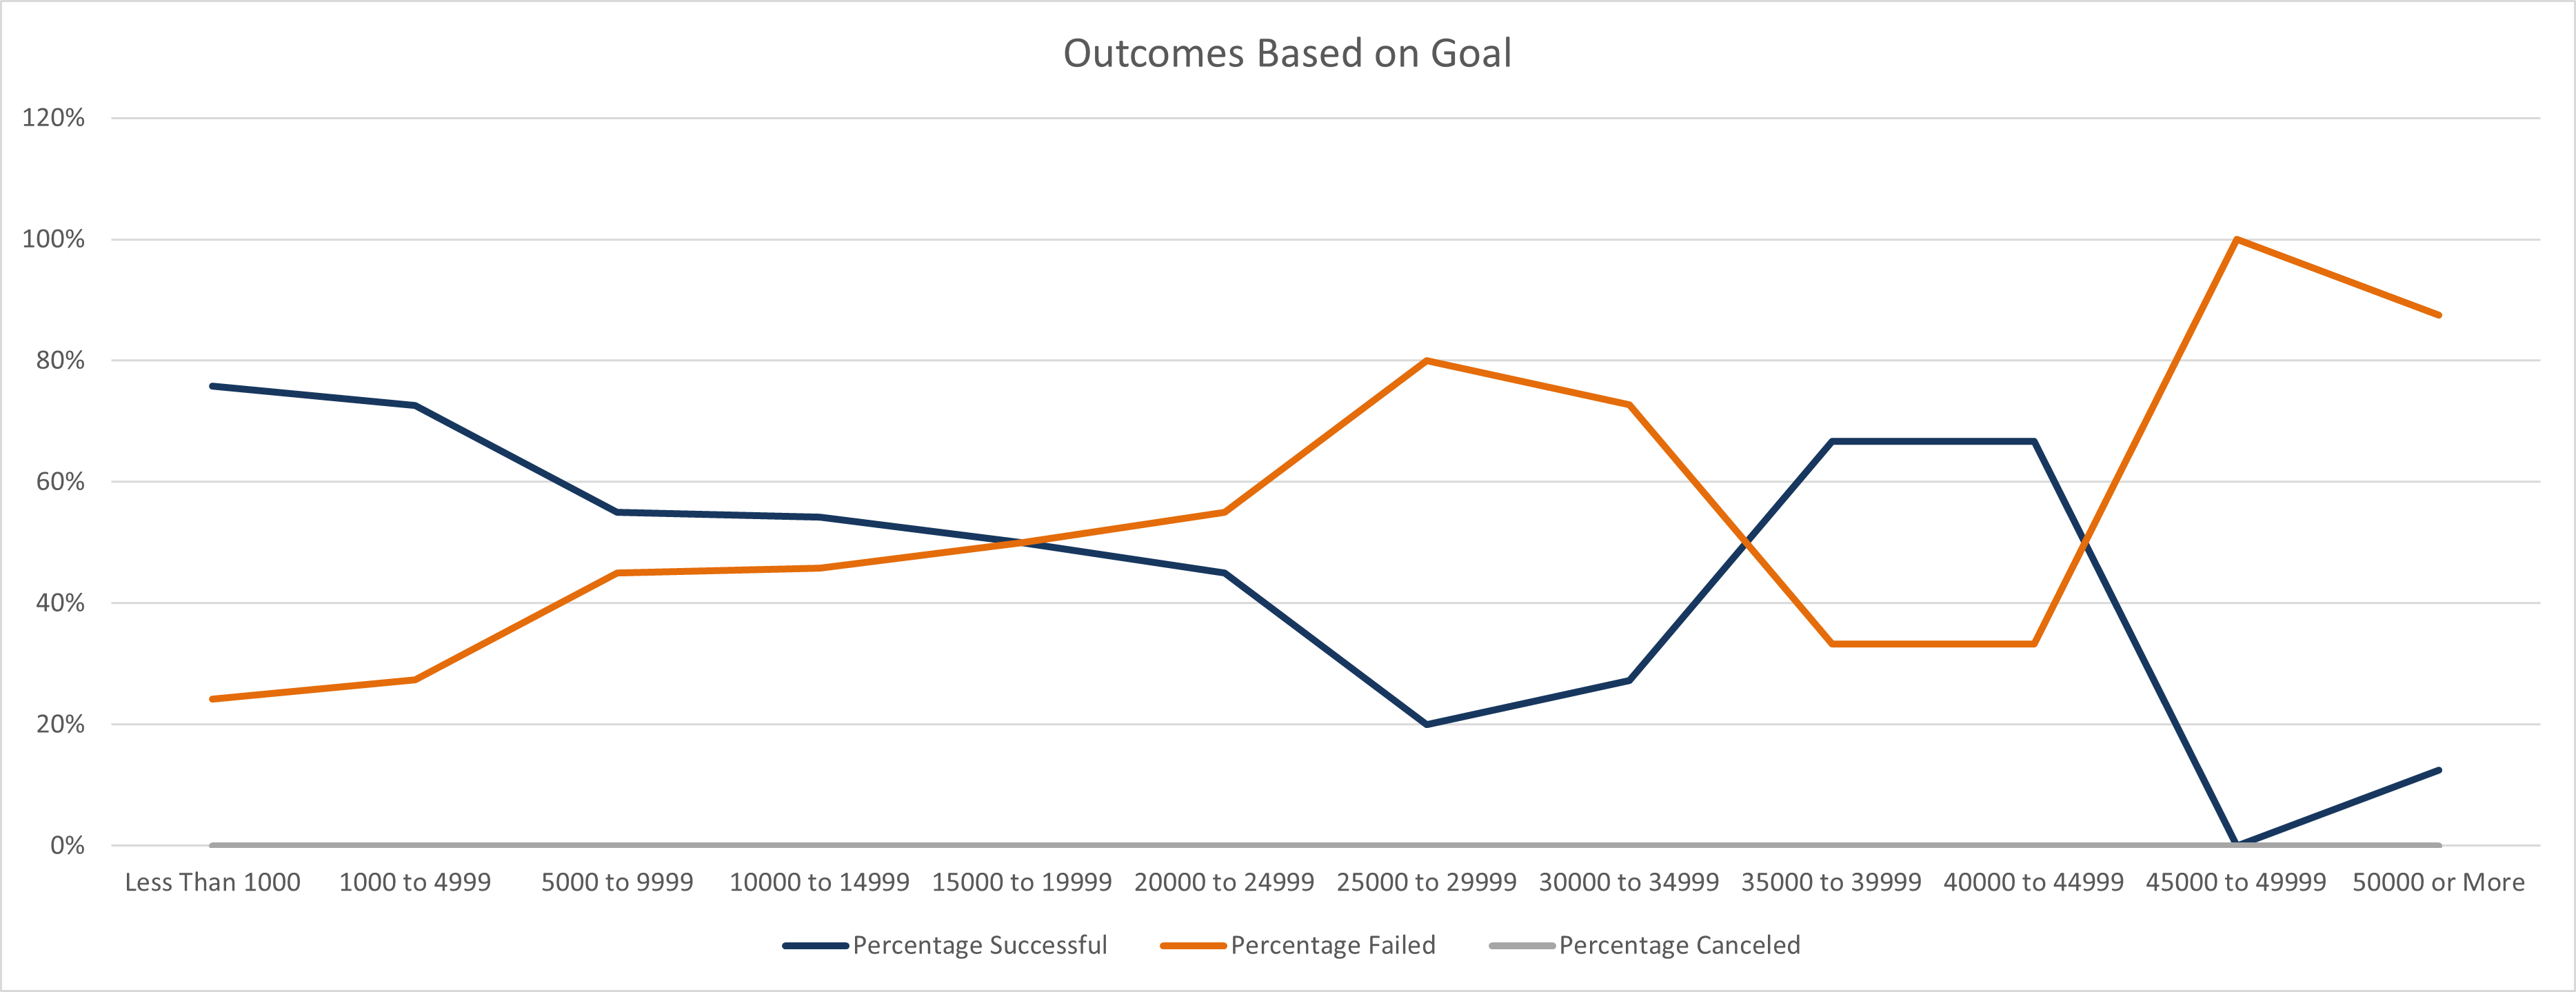 Outcomes Based on Goal
120%
100%
80%
60%
40%
20%
0%
Less Than 1000 1000 to 4999 5000 to 9999 10000 to 14999 15000 to 19999 20000 to 24999 25000 to 29999 30000 to 34999 35000 to 39999 40000 to 44999 45000 to 49999 50000 or More
Percentage Successful Percentage Failed Percentage Canceled